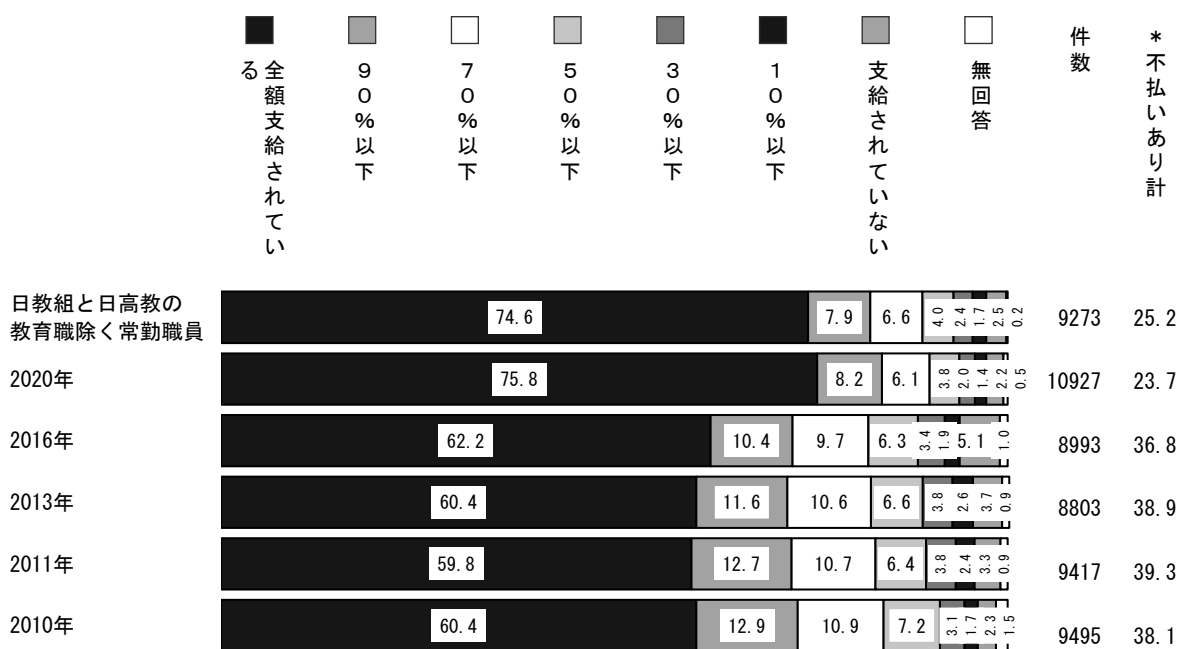 全額支給されている
９０％以下
７０％以下
５０％以下
３０％以下
１０％以下
支給されていない
無回答
件数
＊不払いあり計
日教組と日高教の
教育職除く常勤職員 74.6 7.9 6.6 4.0 2.4 1.7 2.5 0.2 9273 25.2
2020年 75.8 8.2 6.1 3.8 2.0 1.4 2.2 0.5 10927 23.7
2016年 62.2 10.4 9.7 6.3 3.4 1.9 5.1 1.0 8993 36.8
2013年 60.4 11.6 10.6 6.6 3.8 2.6 3.7 0.9 8803 38.9
2011年 59.8 12.7 10.7 6.4 3.8 2.4 3.3 0.9 9417 39.3
2010年 60.4 12.9 10.9 7.2 3.1 1.7 2.3 1.5 9495 38.1